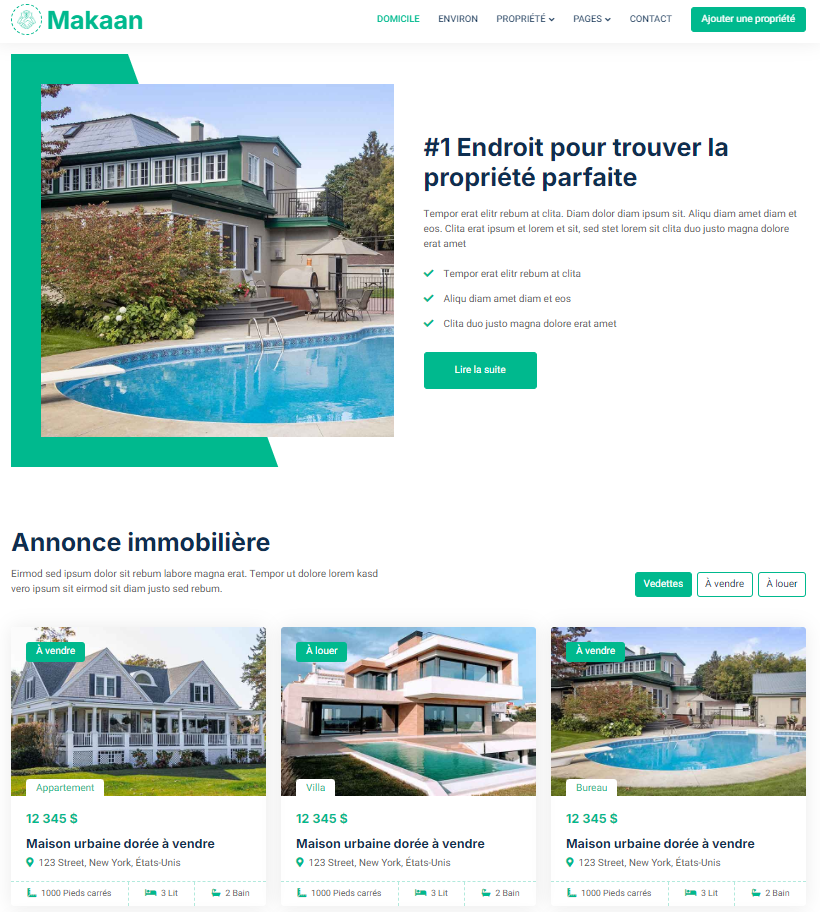 Makaan
DOMICILE ENVIRON PROPRIÉTÉ PAGES CONTACT Ajouter une propriété
#1 Endroit pour trouver la
propriété parfaite
Tempor erat elitr rebum at clita. Diam dolor diam ipsum sit. Aliqu diam amet diam et
eos. Clita erat ipsum et lorem et sit, sed stet lorem sit clita duo justo magna dolore
erat amet
Tempor erat elitr rebum at clita
Aliqu diam amet diam et eos
Clita duo justo magna dolore erat amet
Lire la suite
Annonce immobilière
Eirmod sed ipsum dolor sit rebum labore magna erat. Tempor ut dolore lorem kasd
vero ipsum sit eirmod sit diam justo sed rebum.
Vedettes À vendre À louer
À vendre
Appartement
12 345 $
Maison urbaine dorée à vendre
123 Street, New York, États-Unis
1000 Pieds carrés 3 Lit 2 Bain
À louer
Villa
12 345 $
Maison urbaine dorée à vendre
123 Street, New York, États-Unis
1000 Pieds carrés 3 Lit 2 Bain
À vendre
Bureau
12 345 $
Maison urbaine dorée à vendre
123 Street, New York, États-Unis
1000 Pieds carrés 3 Lit 2 Bain